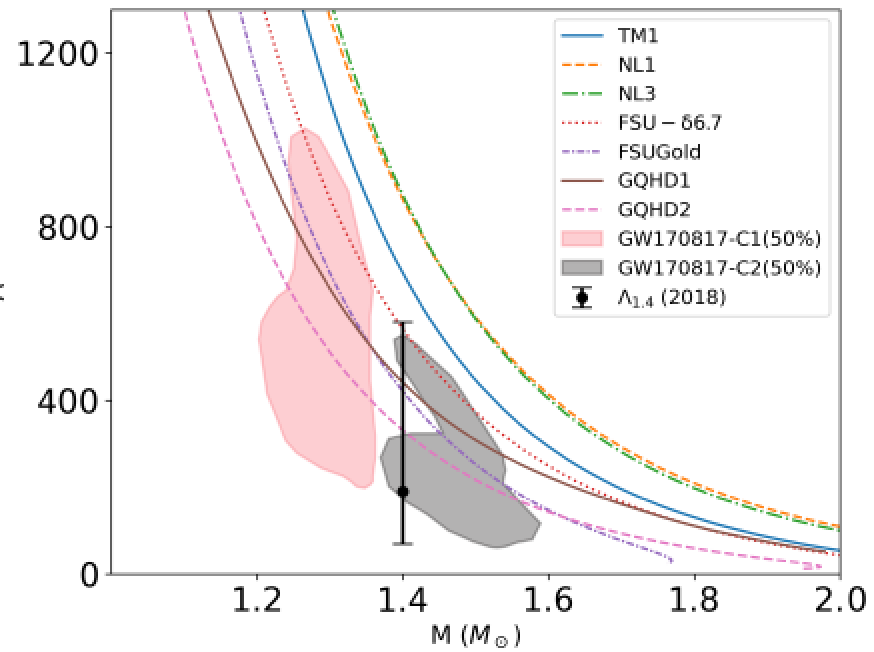 1200
800
400
0
1.2 1.4 1.6 1.8 2.0
M (M⊙)
TM1
NL1
NL3
FSU − δ6.7
FSUGold
GQHD1
GQHD2
GW170817-C1(50%)
GW170817-C2(50%)
Λ1.4 (2018)